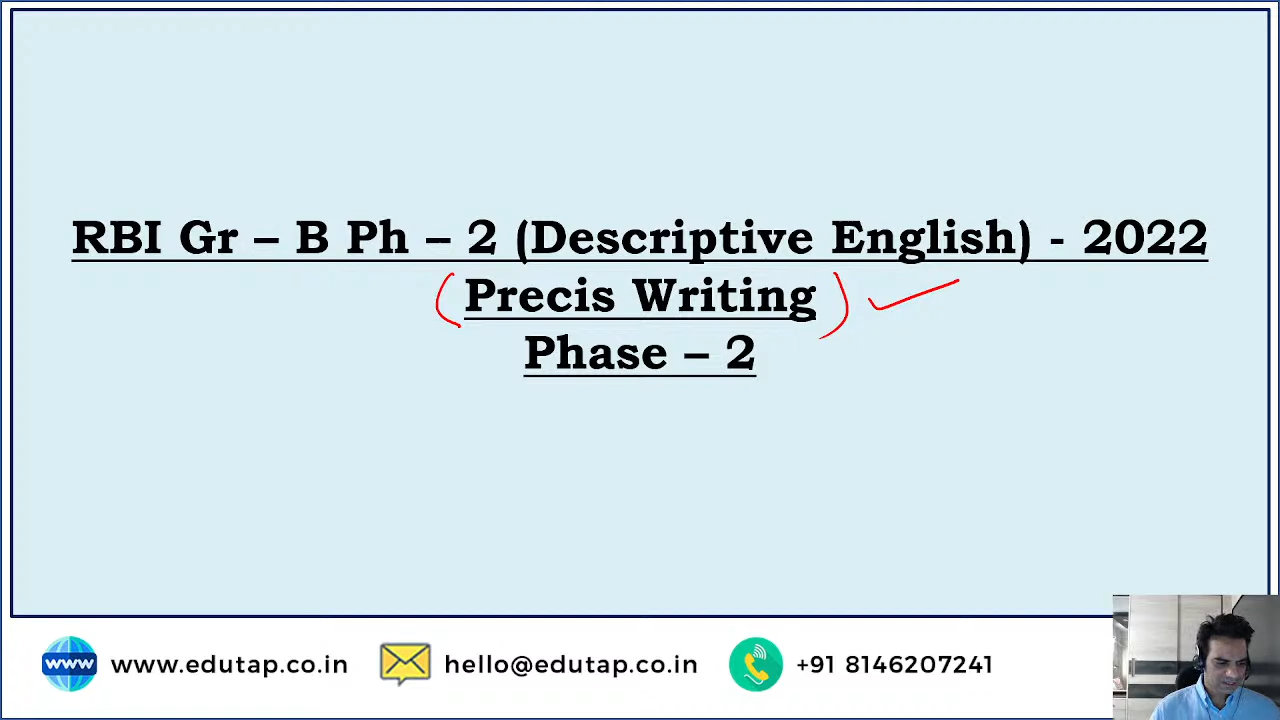 RBI Gr – B Ph – 2 (Descriptive English) - 2022
Precis Writing
Phase – 2
www www.edutap.co.in hello@edutap.co.in +91 8146207241